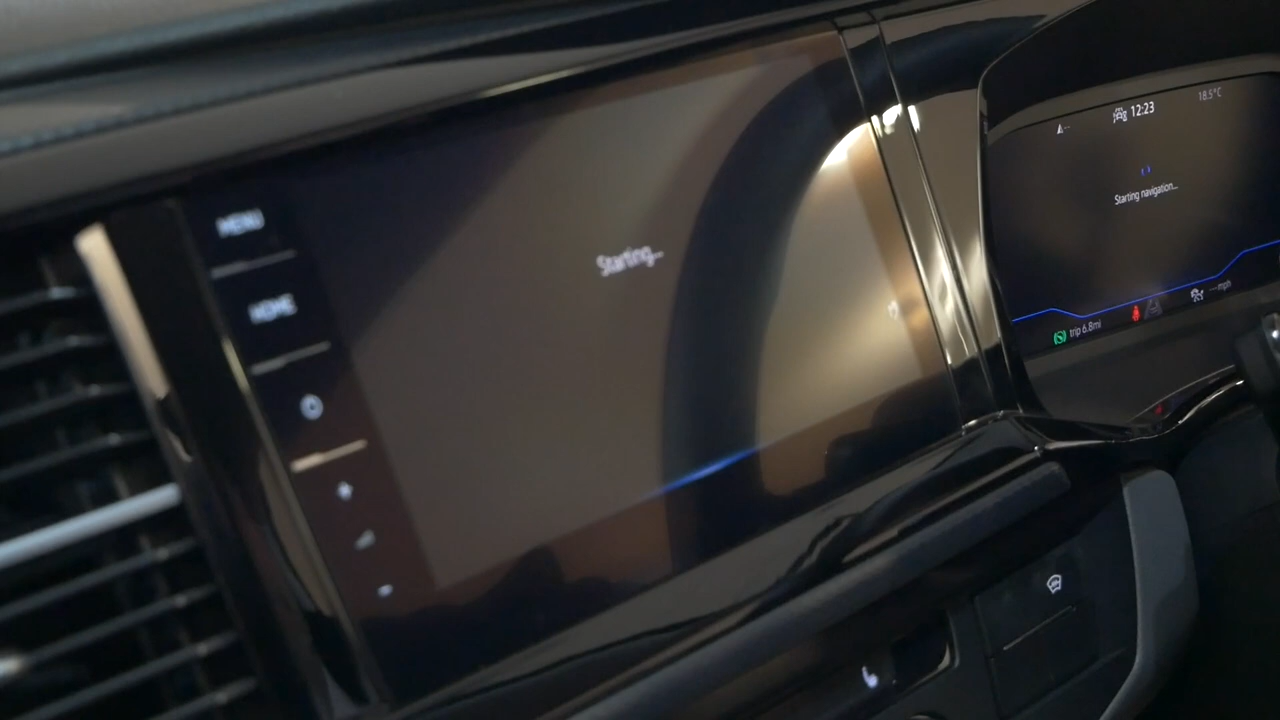 MENU
HOME
Starting...
12:23
18.5°C
Starting navigation...
trip 6.8mi
---mph